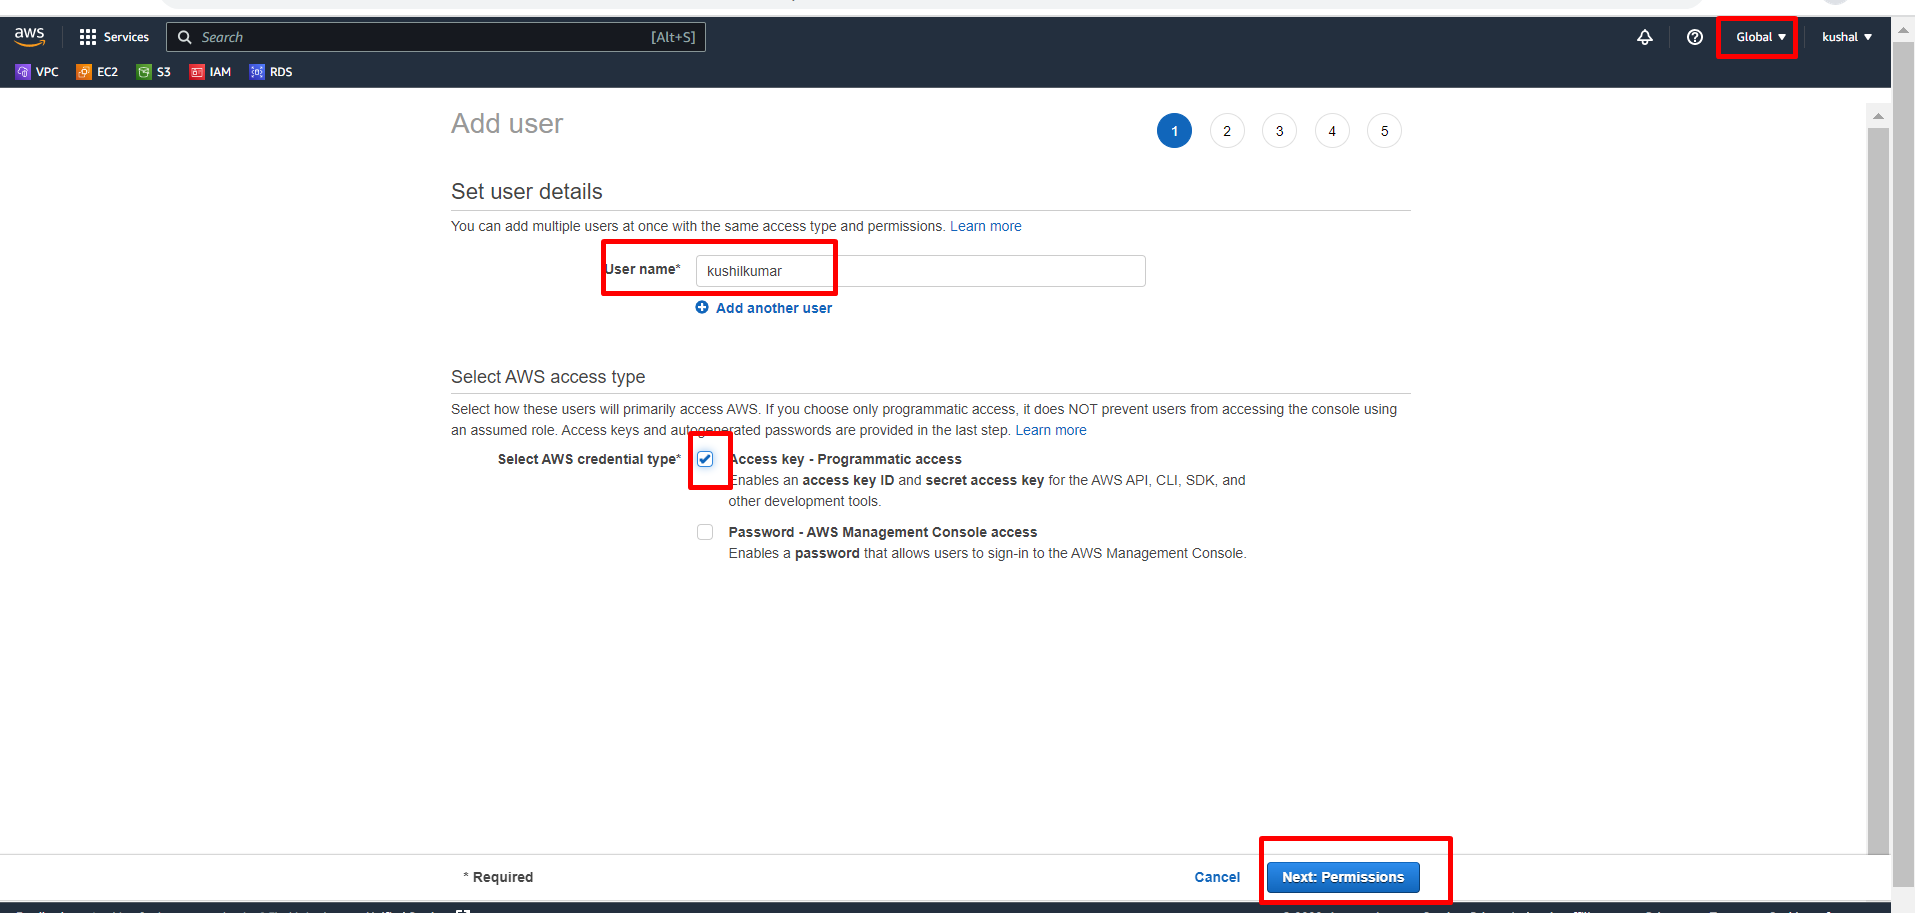 aws Services Search [Alt+S] Global kushal
VPC EC2 S3 IAM RDS
Add user
1 2 3 4 5
Set user details
You can add multiple users at once with the same access type and permissions. Learn more
User name* kushilkumar
Add another user
Select AWS access type
Select how these users will primarily access AWS. If you choose only programmatic access, it does NOT prevent users from accessing the console using
an assumed role. Access keys and autogenerated passwords are provided in the last step. Learn more
Select AWS credential type* Access key - Programmatic access
Enables an access key ID and secret access key for the AWS API, CLI, SDK, and
other development tools.
Password - AWS Management Console access
Enables a password that allows users to sign-in to the AWS Management Console.
* Required Cancel Next: Permissions